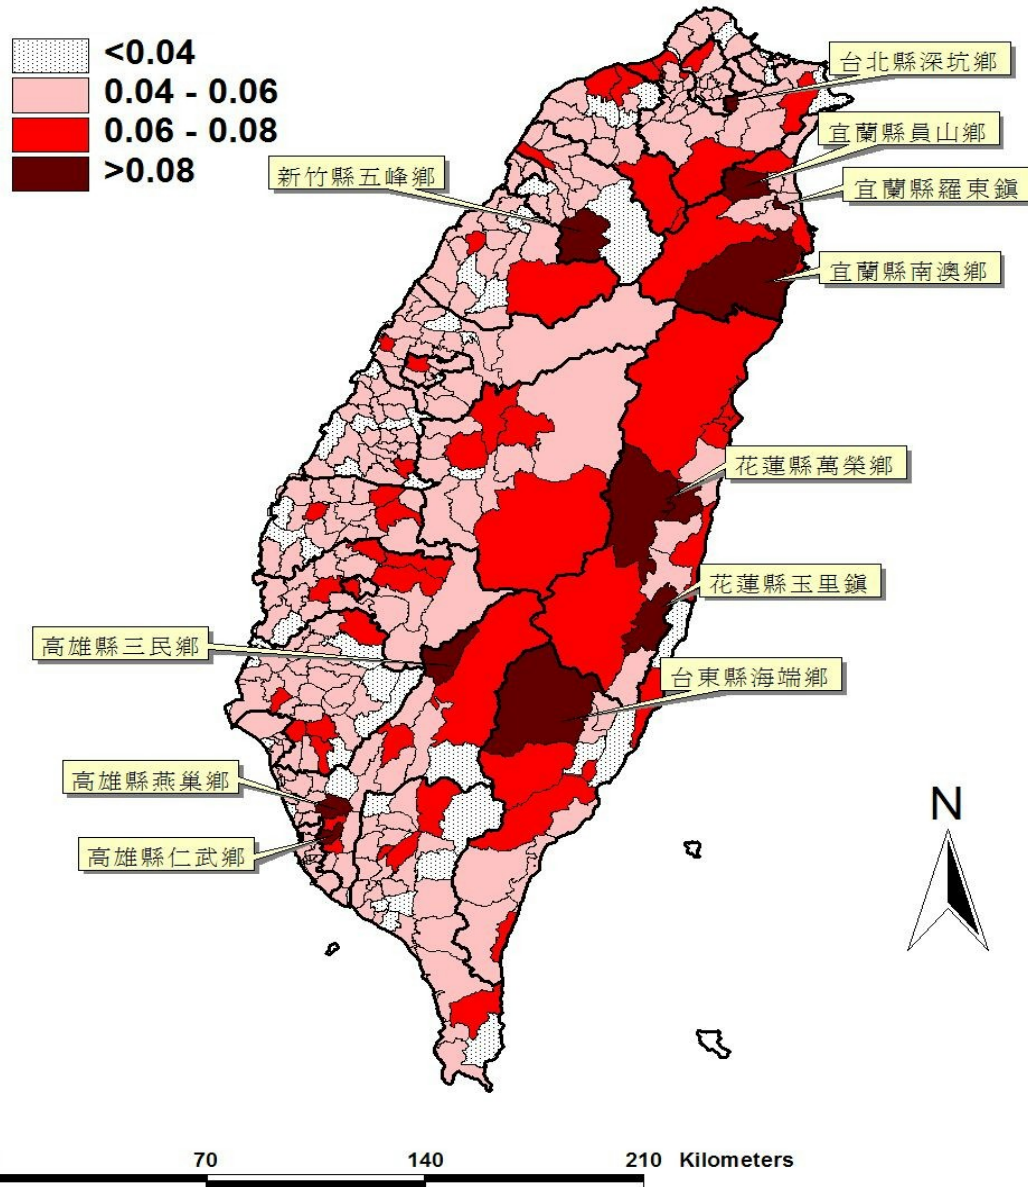 <0.04
0.04 - 0.06
0.06 - 0.08
>0.08
台北縣深坑鄉
宜蘭縣員山鄉
新竹縣五峰鄉
宜蘭縣羅東鎮
宜蘭縣南澳鄉
花蓮縣萬榮鄉
花蓮縣玉里鎮
高雄縣三民鄉
台東縣海端鄉
高雄縣燕巢鄉
高雄縣仁武鄉
N
70 140 210 Kilometers